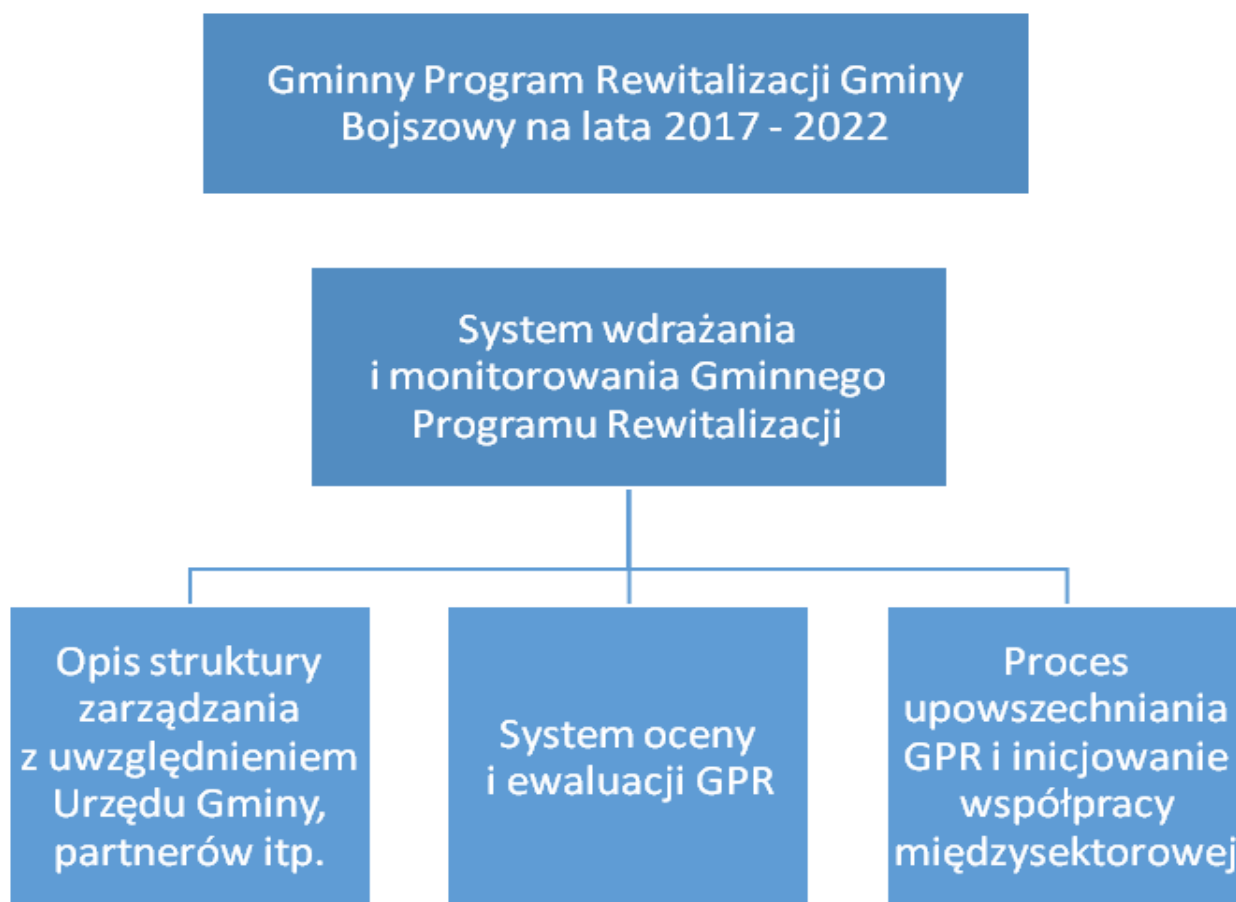 Gminny Program Rewitalizacji Gminy
Bojszowy na lata 2017 - 2022
System wdrażania
i monitorowania Gminnego
Programu Rewitalizacji
Opis struktury
zarządzania
z uwzględnieniem
Urzędu Gminy,
partnerów itp.
System oceny
i ewaluacji GPR
Proces
upowszechniania
GPR i inicjowanie
współpracy
międzysektorowej